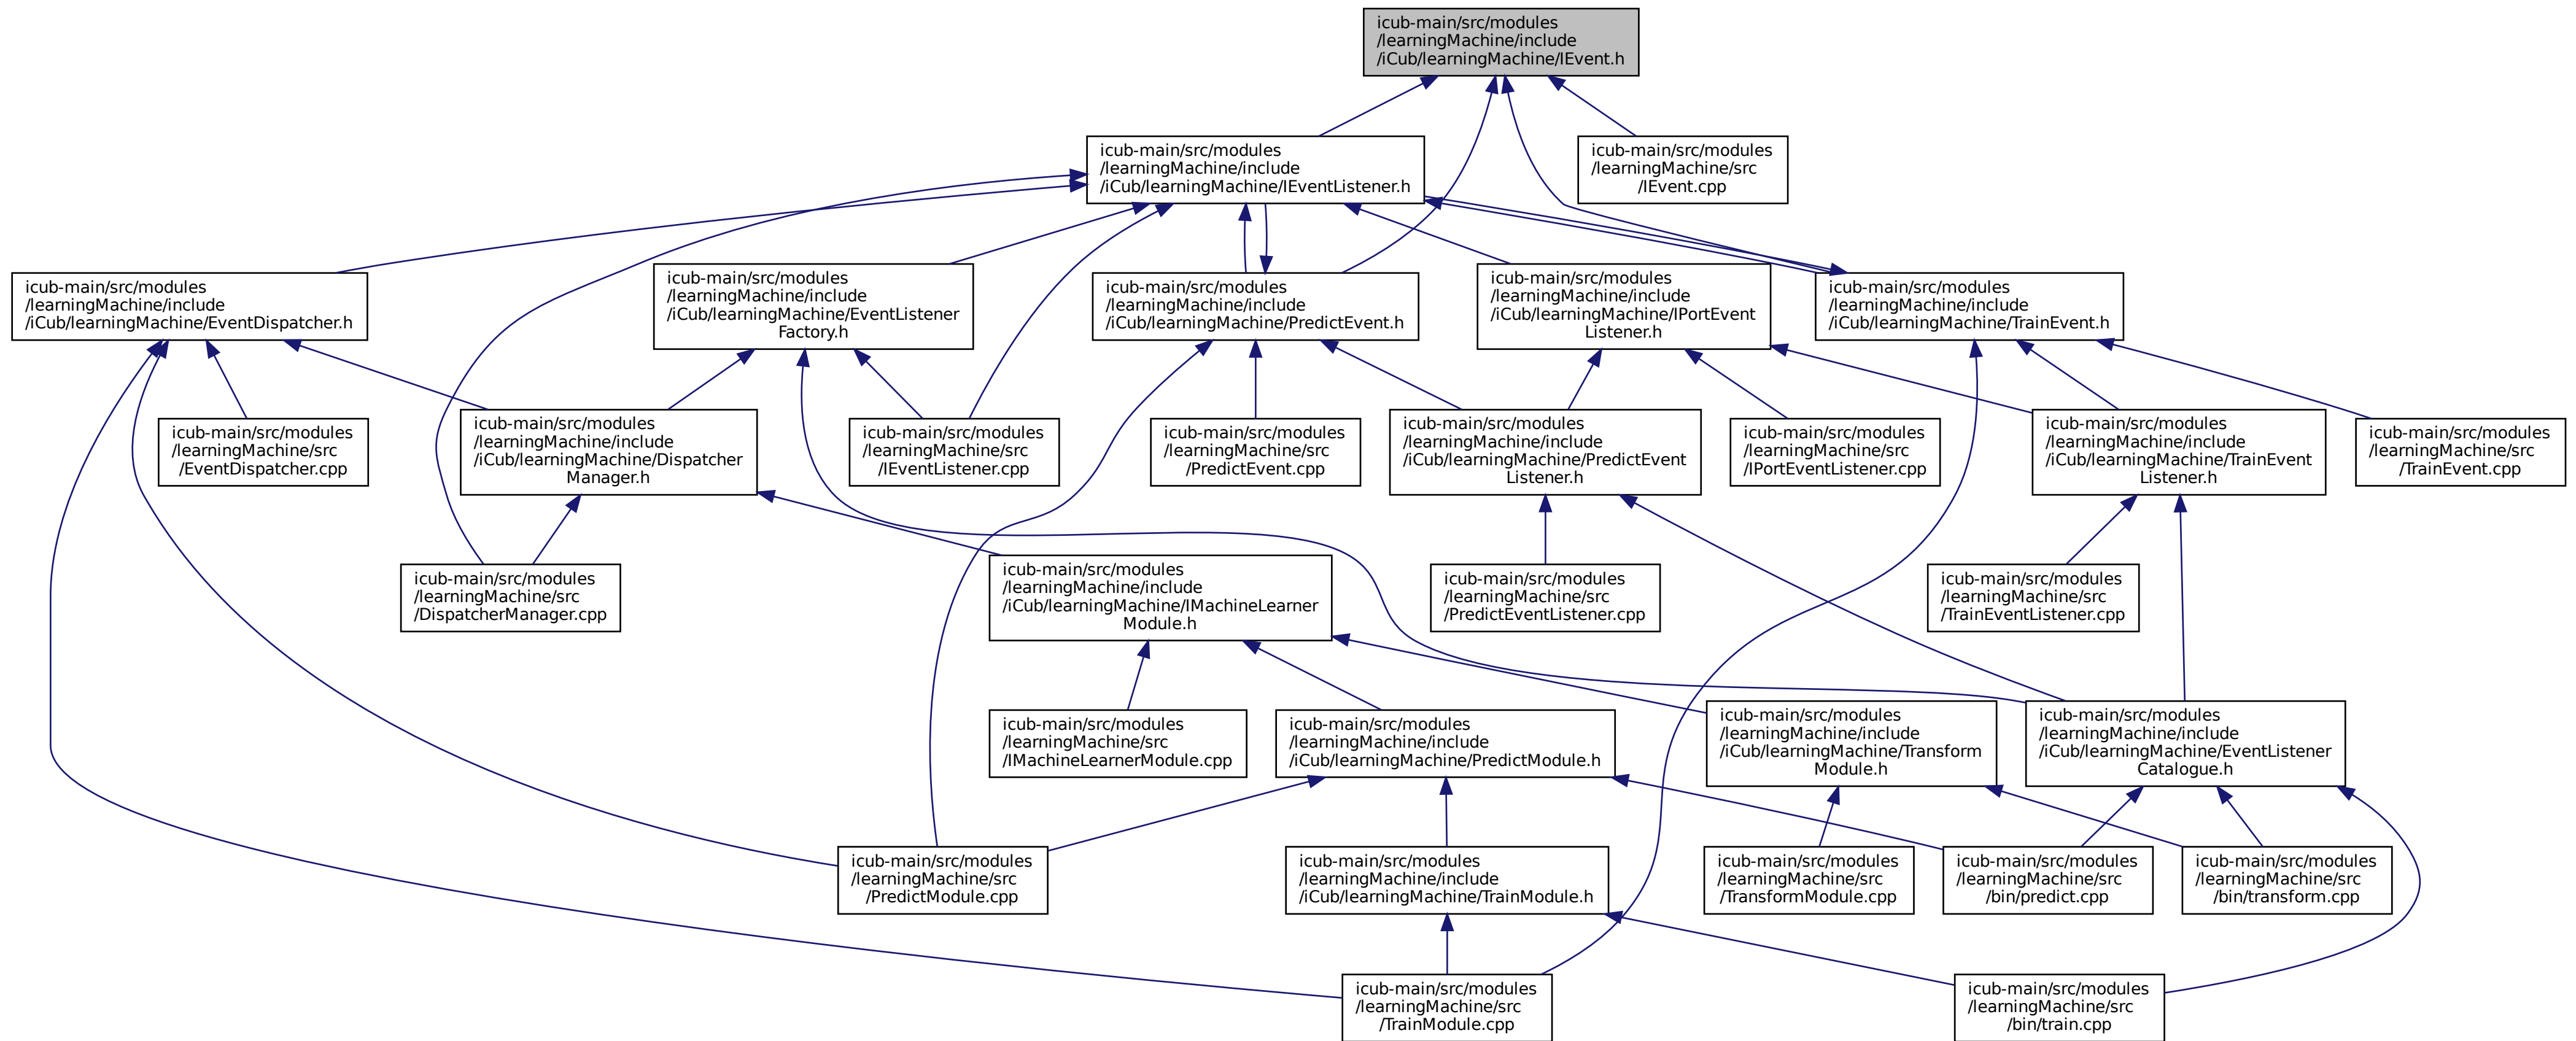 icub-main/src/modules
/learningMachine/include
/iCub/learningMachine/IEvent.h
icub-main/src/modules
/learningMachine/include
/iCub/learningMachine/IEventListener.h
icub-main/src/modules
/learningMachine/src
/IEvent.cpp
icub-main/src/modules
/learningMachine/include
/iCub/learningMachine/EventDispatcher.h
icub-main/src/modules
/learningMachine/include
/iCub/learningMachine/EventListener
Factory.h
icub-main/src/modules
/learningMachine/include
/iCub/learningMachine/PredictEvent.h
icub-main/src/modules
/learningMachine/include
/iCub/learningMachine/IPortEvent
Listener.h
icub-main/src/modules
/learningMachine/include
/iCub/learningMachine/TrainEvent.h
icub-main/src/modules
/learningMachine/src
/EventDispatcher.cpp
icub-main/src/modules
/learningMachine/include
/iCub/learningMachine/Dispatcher
Manager.h
icub-main/src/modules
/learningMachine/src
/IEventListener.cpp
icub-main/src/modules
/learningMachine/src
/PredictEvent.cpp
icub-main/src/modules
/learningMachine/include
/iCub/learningMachine/PredictEvent
Listener.h
icub-main/src/modules
/learningMachine/src
/IPortEventListener.cpp
icub-main/src/modules
/learningMachine/include
/iCub/learningMachine/TrainEvent
Listener.h
icub-main/src/modules
/learningMachine/src
/TrainEvent.cpp
icub-main/src/modules
/learningMachine/src
/DispatcherManager.cpp
icub-main/src/modules
/learningMachine/include
/iCub/learningMachine/IMachineLearner
Module.h
icub-main/src/modules
/learningMachine/src
/PredictEventListener.cpp
icub-main/src/modules
/learningMachine/src
/TrainEventListener.cpp
icub-main/src/modules
/learningMachine/src
/IMachineLearnerModule.cpp
icub-main/src/modules
/learningMachine/include
/iCub/learningMachine/PredictModule.h
icub-main/src/modules
/learningMachine/include
/iCub/learningMachine/Transform
Module.h
icub-main/src/modules
/learningMachine/include
/iCub/learningMachine/EventListener
Catalogue.h
icub-main/src/modules
/learningMachine/src
/PredictModule.cpp
icub-main/src/modules
/learningMachine/include
/iCub/learningMachine/TrainModule.h
icub-main/src/modules
/learningMachine/src
/TransformModule.cpp
icub-main/src/modules
/learningMachine/src
/bin/predict.cpp
icub-main/src/modules
/learningMachine/src
/bin/transform.cpp
icub-main/src/modules
/learningMachine/src
/TrainModule.cpp
icub-main/src/modules
/learningMachine/src
/bin/train.cpp